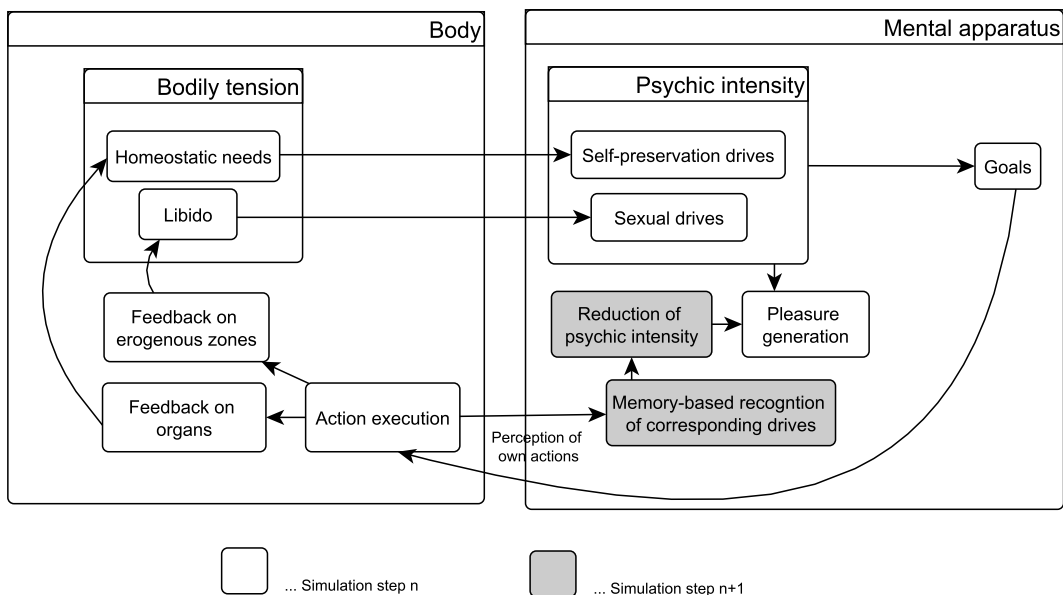 Body
Mental apparatus
Bodily tension
Psychic intensity
Homeostatic needs
Self-preservation drives
Goals
Libido
Sexual drives
Feedback on
erogenous zones
Reduction of
psychic intensity
Pleasure
generation
Feedback on
organs
Action execution
Memory-based recogntion
of corresponding drives
Perception of
own actions
... Simulation step n
... Simulation step n+1